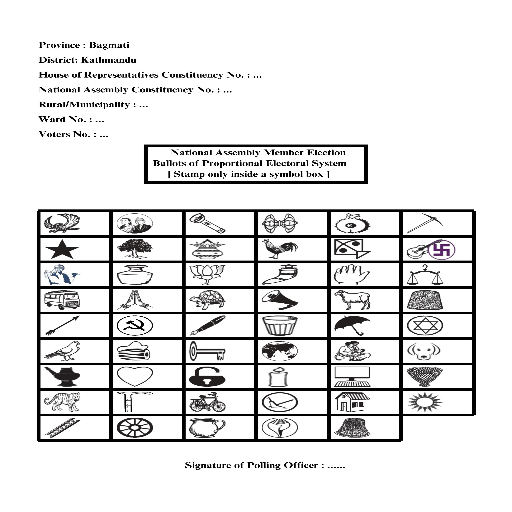 Province : Bagmati
District: Kathmandu
House of Representatives Constituency No. : ...
National Assembly Constituency No. : ...
Rural/Municipality : ...
Ward No. : ...
Voters No. : ...
National Assembly Member Election
Ballots of Proportional Electoral System
[ Stamp only inside a symbol box ]
Signature of Polling Officer : ......